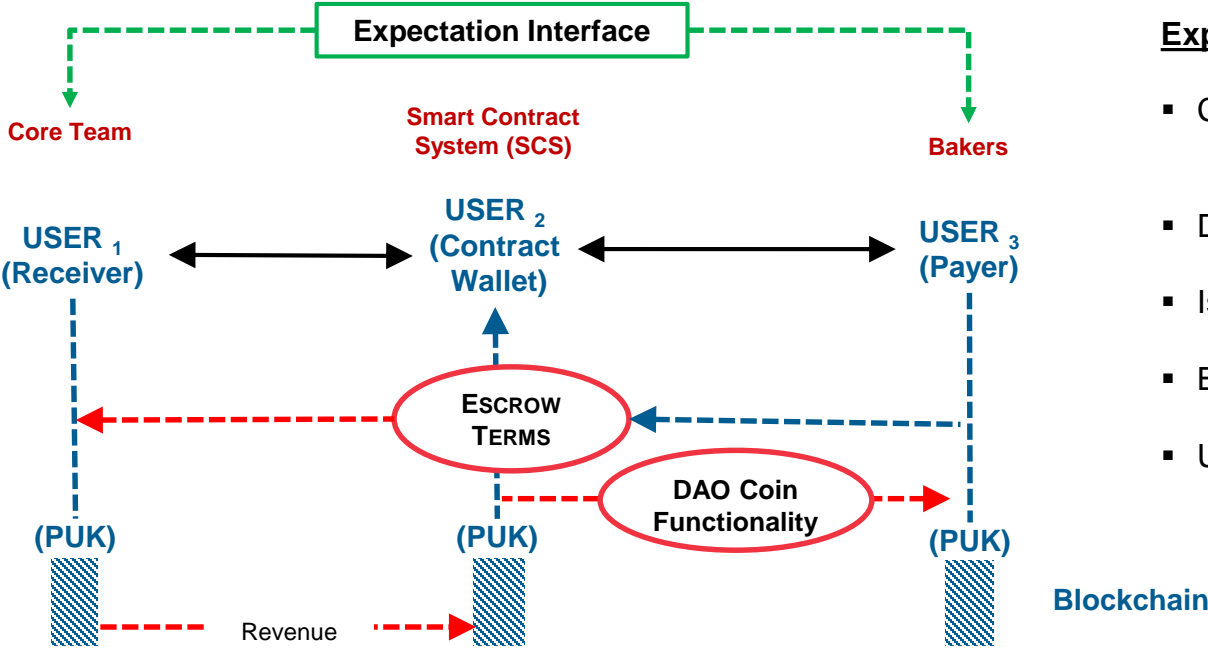 Expectation Interface
Exp
Core Team
Smart Contract
System (SCS)
Bakers
USER 1
(Receiver)
USER 2
(Contract
Wallet)
USER 3
(Payer)
ESCROW
TERMS
DAO Coin
Functionality
(PUK)
(PUK)
(PUK)
Revenue
Blockchain